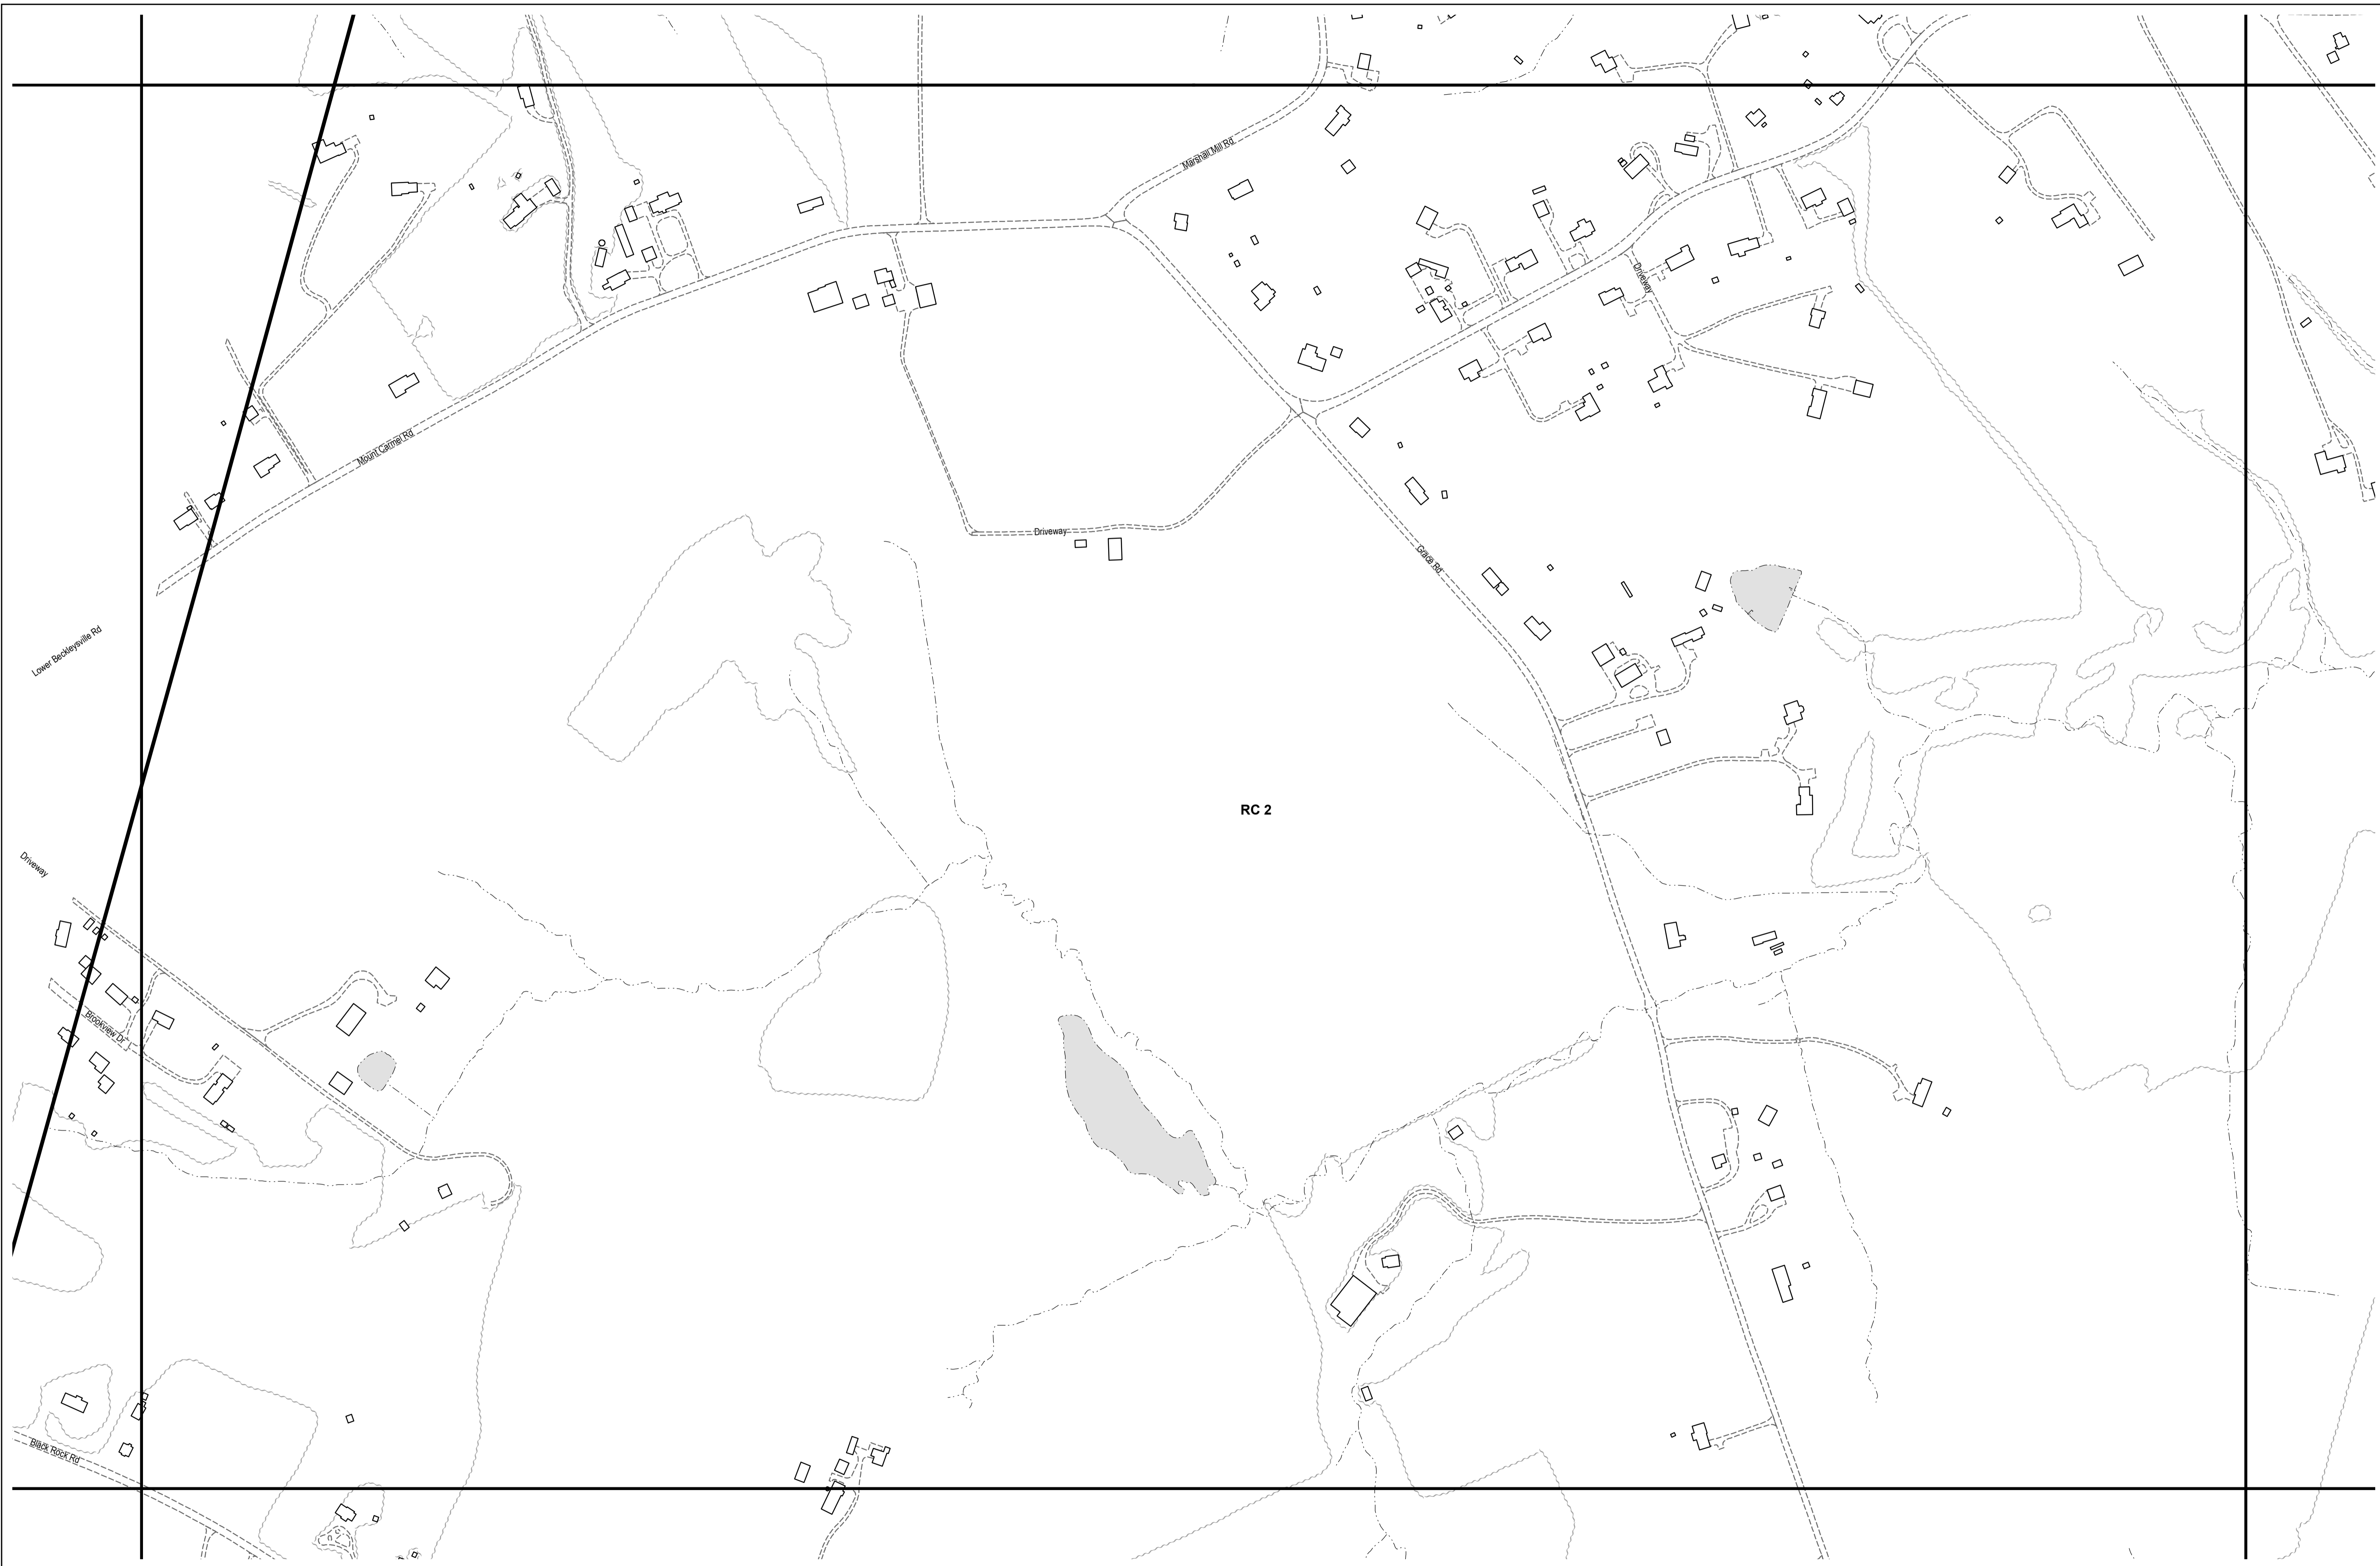 Marshall Mill Rd
Driveway
Mount Carmel Rd
Driveway
Grace Rd
Lower Beckleysville Rd
RC 2
Driveway
Brookview Dr
Black Rock Rd